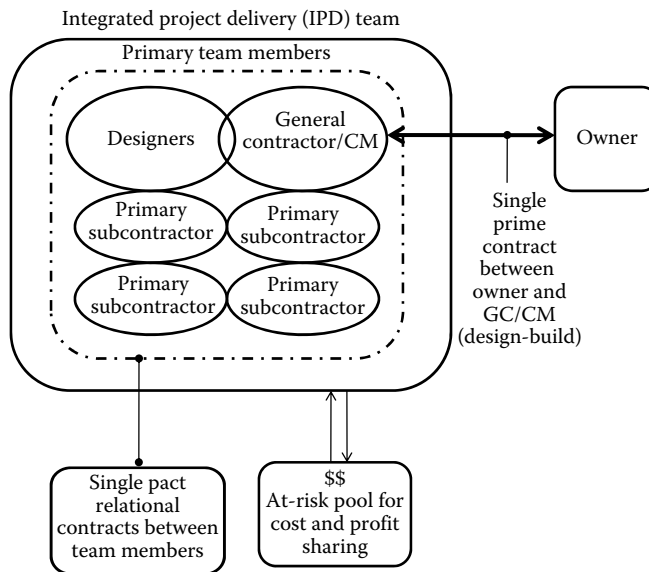 Integrated project delivery (IPD) team
Primary team members
Designers
General
contractor/CM
Owner
Primary
subcontractor
Primary
subcontractor
Primary
subcontractor
Primary
subcontractor
Single
prime
contract
between
owner and
GC/CM
(design-build)
Single pact
relational
contracts between
team members
$$
At-risk pool for
cost and profit
sharing